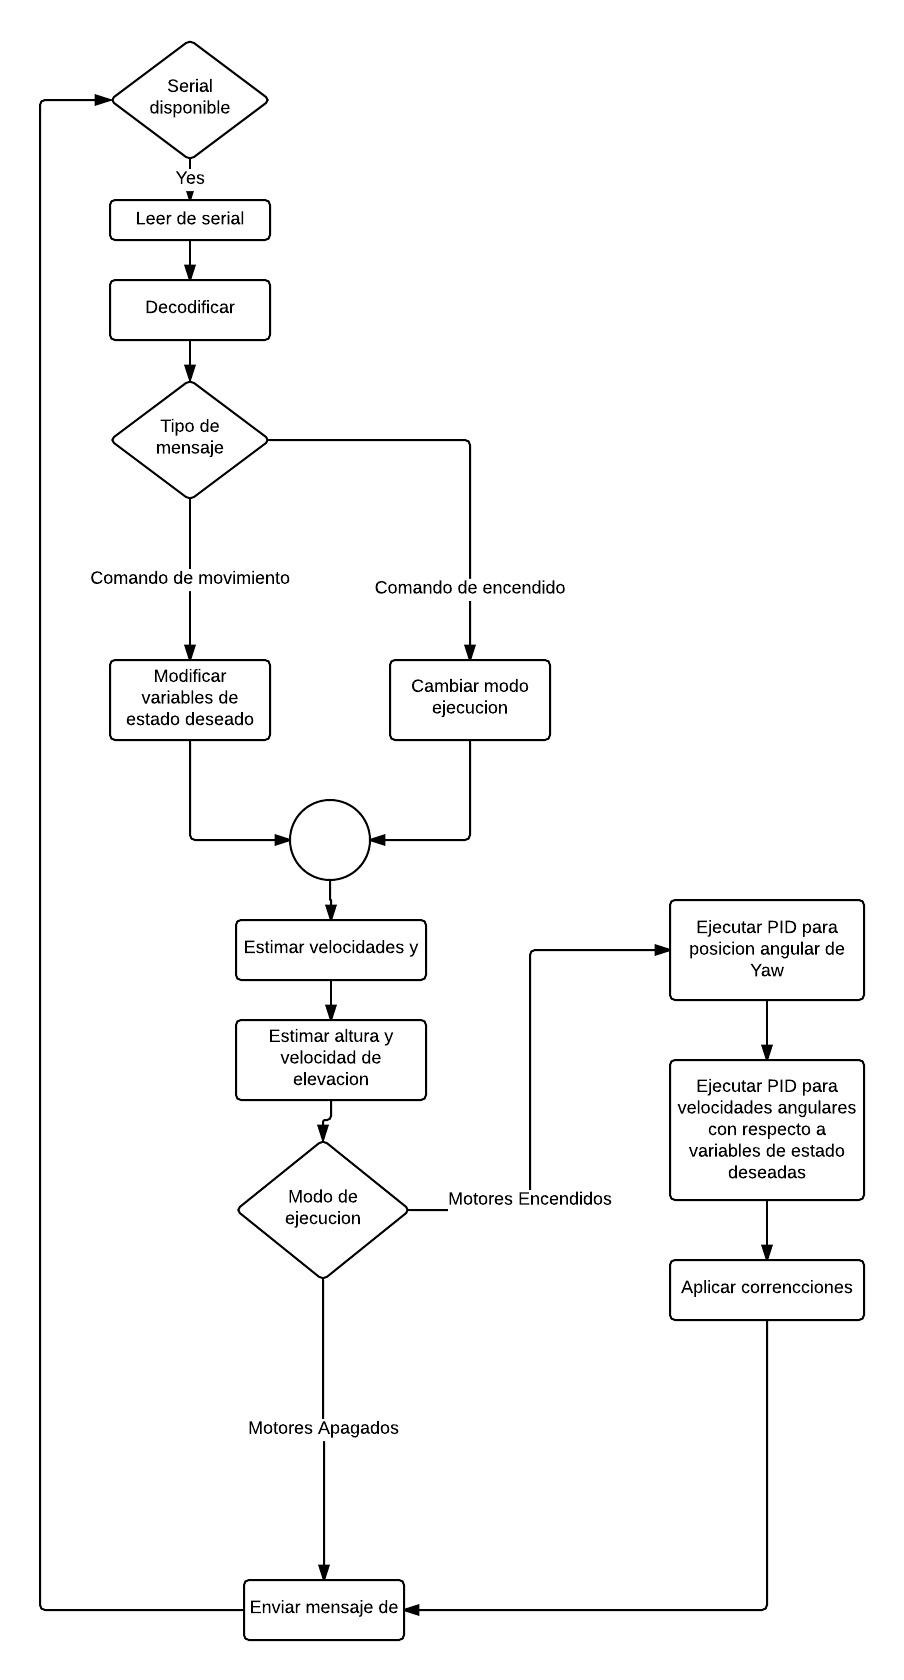 Serial
disponible
Yes
Leer de serial
Decodificar
Tipo de
mensaje
Comando de movimiento
Comando de encendido
Modificar
variables de
estado deseado
Cambiar modo
ejecucion
Estimar velocidades y
Estimar altura y
velocidad de
elevacion
Modo de
ejecucion
Motores Encendidos
Ejecutar PID para
posicion angular de
Yaw
Ejecutar PID para
velocidades angulares
con respecto a
variables de estado
deseadas
Aplicar correncciones
Motores Apagados
Enviar mensaje de